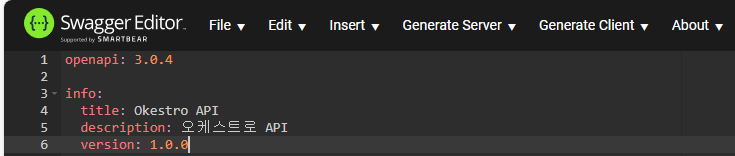 Swagger Editor
Supported by SMARTBEAR
File Edit Insert Generate Server Generate Client About
1 openapi: 3.0.4
2
3 info:
4 title: Okestro API
5 description: 오케스트로 API
6 version: 1.0.0